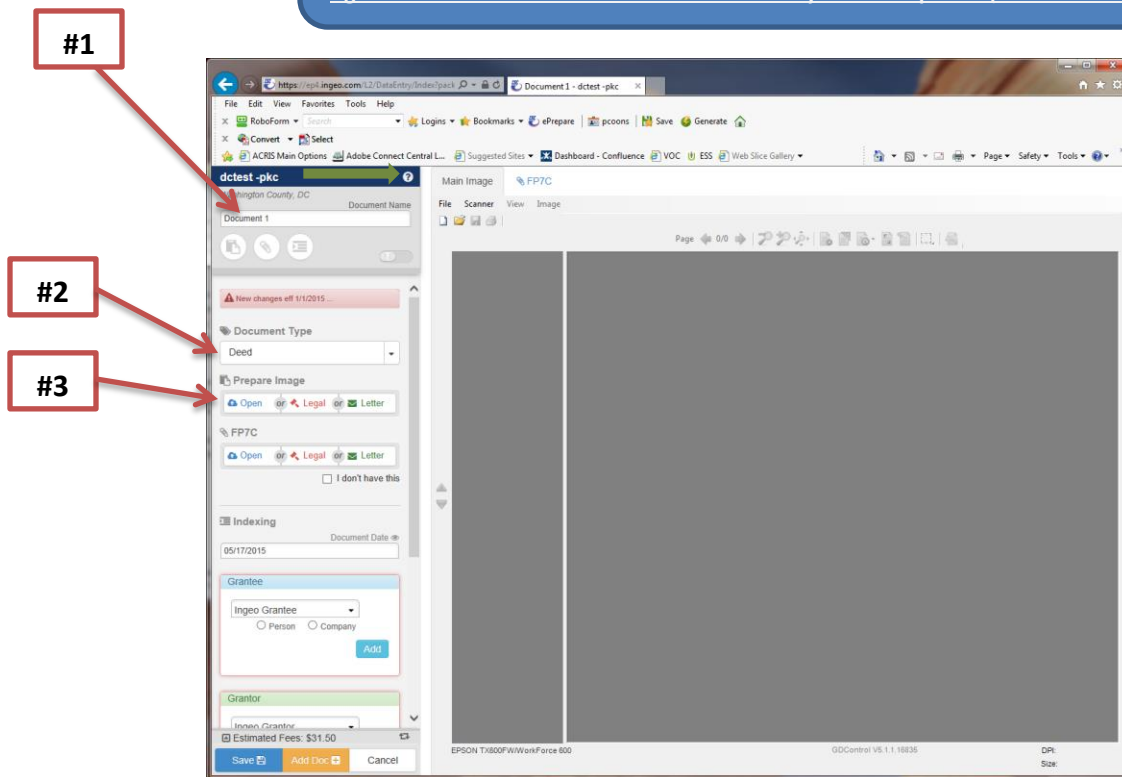 #1
https://ep4.ingeo.com/L2/DataEntry/Index?pack
Document 1 - dctest -pkc
File Edit View Favorites Tools Help
RoboForm Search Logins Bookmarks ePrepare pcoons Save Generate
Convert Select
ACRIS Main Options Adobe Connect Central L... Suggested Sites Dashboard - Confluence VOC ESS Web Slice Gallery Page Safety Tools
dctest -pkc
County, DC
Document Name
Document 1
Main Image FP7C
File Scanner View Image
Page 0/0
#2
New changes eff 1/1/2015 ...
Document Type
Deed
#3
Prepare Image
Open or Legal or Letter
FP7C
Open or Legal or Letter
I don't have this
Indexing
Document Date
05/17/2015
Grantee
Ingeo Grantee
Person Company
Add
Grantor
Ingeo Grantor
Estimated Fees: $31.50
Save Add Doc Cancel
EPSON TX600FW/WorkForce 600
GDControl V5.1.1.16835
DPI:
Size: